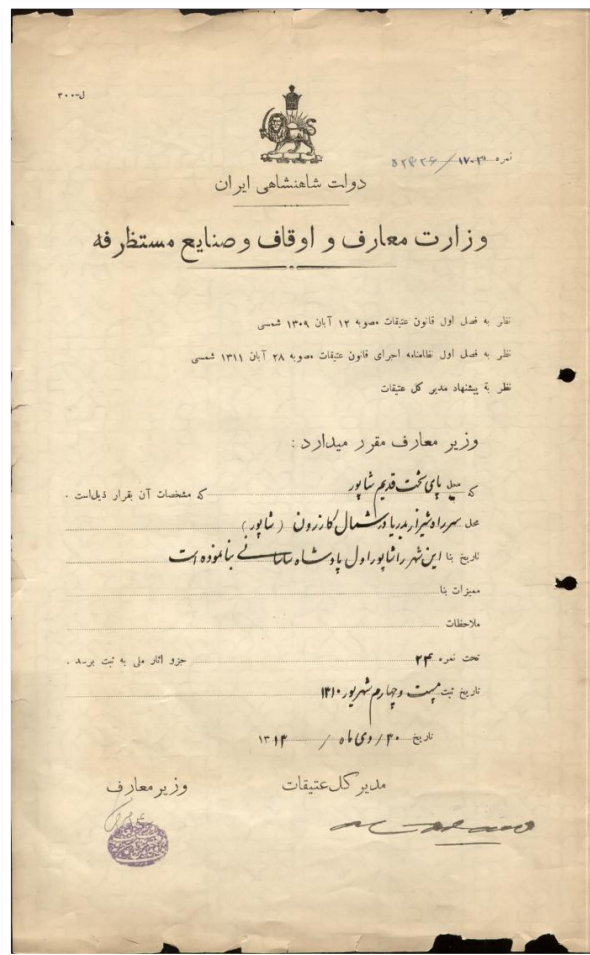 ل-۳۰۰
نمره ۱۷۰۳۰/۵۲۴۲۶
دولت شاهنشاهی ایران
وزارت معارف و اوقاف و صنایع مستظرفه
نظر به فصل اول قانون عتیقات مصوبه ۱۲ آبان ۱۳۰۹ شمسی
نظر به فصل اول نظامنامه اجرای قانون عتیقات مصوبه ۲۸ آبان ۱۳۱۱ شمسی
نظر به پیشنهاد مدیر کل عتیقات
وزیر معارف مقرر میدارد :
که محل پای تخت قدیم شاپور که مشخصات آن بقرار ذیل‌است .
محل سر راه شیراز بدریا در شمال کازرون ( شاپور )
تاریخ بنا این شهر را شاپور اول پادشاه ساسانی بنا نموده است
ممیزات بنا
ملاحظات
تحت نمره ۲۴ جزو آثار ملی به ثبت برسد .
تاریخ ثبت بیست و چهارم شهریور ۱۳۱۰
تاریخ ۳۰ / دی ماه / ۱۳۱۳
مدیر کل عتیقات
وزیر معارف